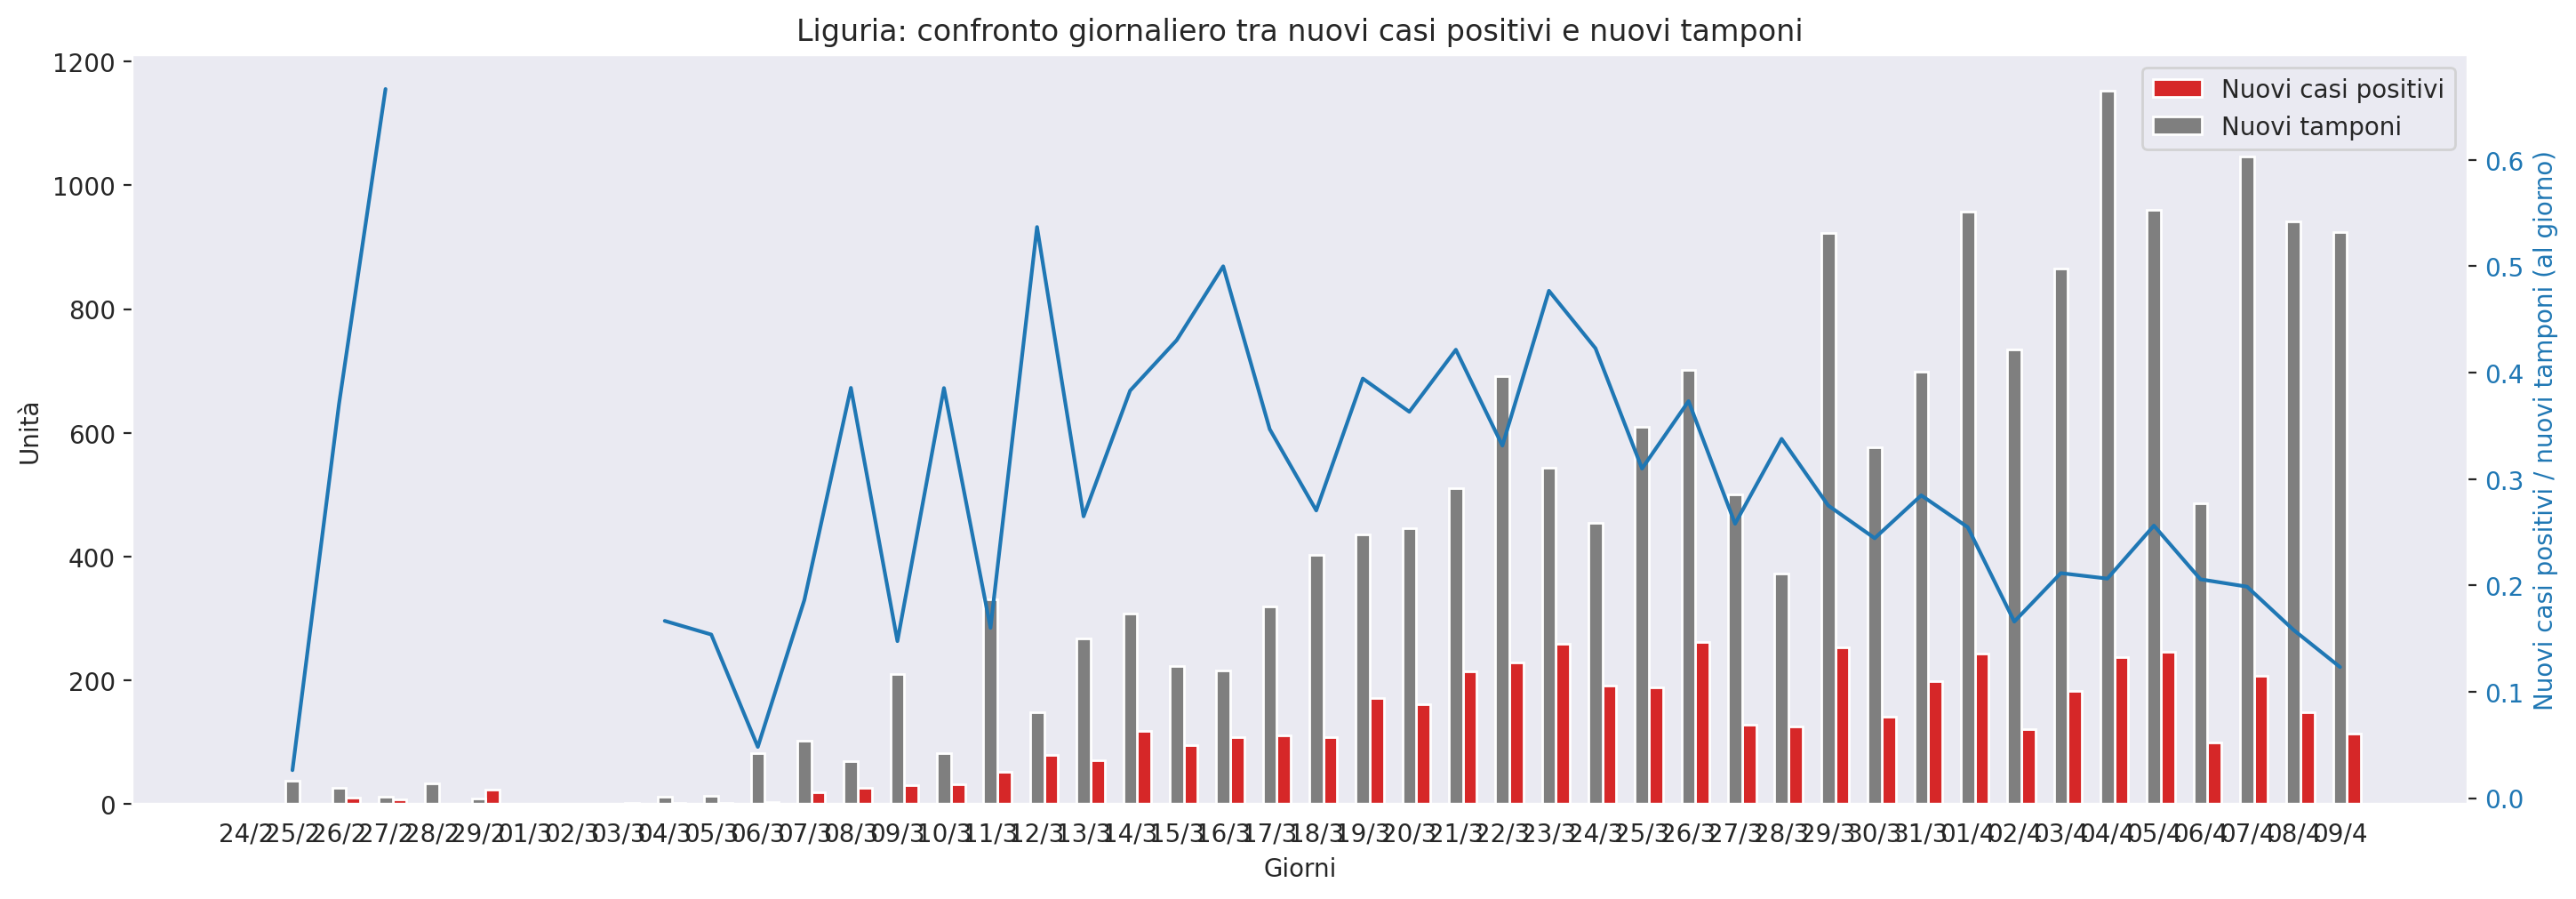 Liguria: confronto giornaliero tra nuovi casi positivi e nuovi tamponi
1200
1000
800
600
400
200
0
Unità
Nuovi casi positivi
Nuovi tamponi
0.6
0.5
0.4
0.3
0.2
0.1
0.0
Nuovi casi positivi / nuovi tamponi (al giorno)
24/2 25/2 26/2 27/2 28/2 29/2 01/3 02/3 03/3 04/3 05/3 06/3 07/3 08/3 09/3 10/3 11/3 12/3 13/3 14/3 15/3 16/3 17/3 18/3 19/3 20/3 21/3 22/3 23/3 24/3 25/3 26/3 27/3 28/3 29/3 30/3 31/3 01/4 02/4 03/4 04/4 05/4 06/4 07/4 08/4 09/4
Giorni